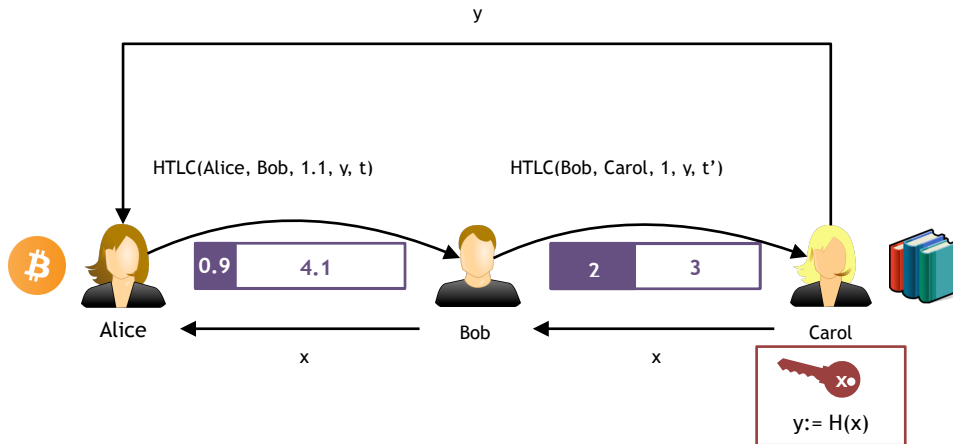 y
HTLC(Alice, Bob, 1.1, y, t)
HTLC(Bob, Carol, 1, y, t’)
₿
0.9
4.1
2
3
Alice
Bob
Carol
x
x
x
y:= H(x)